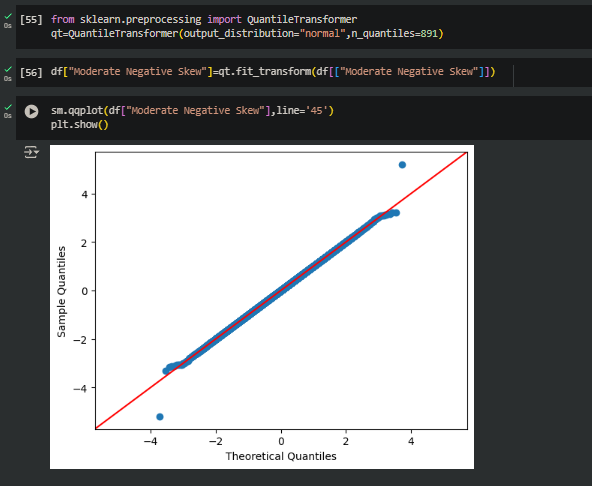 [55] from sklearn.preprocessing import QuantileTransformer
0s qt=QuantileTransformer(output_distribution="normal",n_quantiles=891)
[56] df["Moderate Negative Skew"]=qt.fit_transform(df[["Moderate Negative Skew"]])
0s
sm.qqplot(df["Moderate Negative Skew"],line='45')
0s plt.show()
4
2
0
−2
−4
Sample Quantiles
−4 −2 0 2 4
Theoretical Quantiles